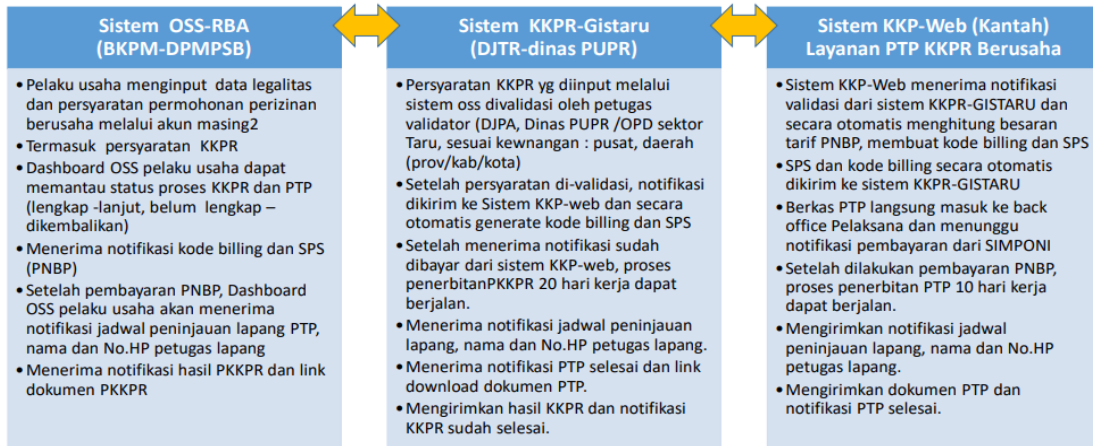 Sistem OSS-RBA
(BKPM-DPMPSB)
• Pelaku usaha menginput data legalitas
dan persyaratan permohonan perizinan
berusaha melalui akun masing2
• Termasuk persyaratan KKPR
• Dashboard OSS pelaku usaha dapat
memantau status proses KKPR dan PTP
(lengkap -lanjut, belum lengkap –
dikembalikan)
• Menerima notifikasi kode billing dan SPS
(PNBP)
• Setelah pembayaran PNBP, Dashboard
OSS pelaku usaha akan menerima
notifikasi jadwal peninjauan lapang PTP,
nama dan No.HP petugas lapang
• Menerima notifikasi hasil PKKPR dan link
dokumen PKKPR
Sistem KKPR-Gistaru
(DJTR-dinas PUPR)
• Persyaratan KKPR yg diinput melalui
sistem oss divalidasi oleh petugas
validator (DJPA, Dinas PUPR /OPD sektor
Taru, sesuai kewnangan : pusat, daerah
(prov/kab/kota)
• Setelah persyaratan di-validasi, notifikasi
dikirim ke Sistem KKP-web dan secara
otomatis generate kode billing dan SPS
• Setelah menerima notifikasi sudah
dibayar dari sistem KKP-web, proses
penerbitanPKKPR 20 hari kerja dapat
berjalan.
• Menerima notifikasi jadwal peninjauan
lapang, nama dan No.HP petugas lapang.
• Menerima notifikasi PTP selesai dan link
download dokumen PTP.
• Mengirimkan hasil KKPR dan notifikasi
KKPR sudah selesai.
Sistem KKP-Web (Kantah)
Layanan PTP KKPR Berusaha
• Sistem KKP-Web menerima notifikasi
validasi dari sistem KKPR-GISTARU dan
secara otomatis menghitung besaran
tarif PNBP, membuat kode billing dan SPS
• SPS dan kode billing secara otomatis
dikirim ke sistem KKPR-GISTARU
• Berkas PTP langsung masuk ke back
office Pelaksana dan menunggu
notifikasi pembayaran dari SIMPONI
• Setelah dilakukan pembayaran PNBP,
proses penerbitan PTP 10 hari kerja
dapat berjalan.
• Mengirimkan notifikasi jadwal
peninjauan lapang, nama dan No.HP
petugas lapang.
• Mengirimkan dokumen PTP dan
notifikasi PTP selesai.